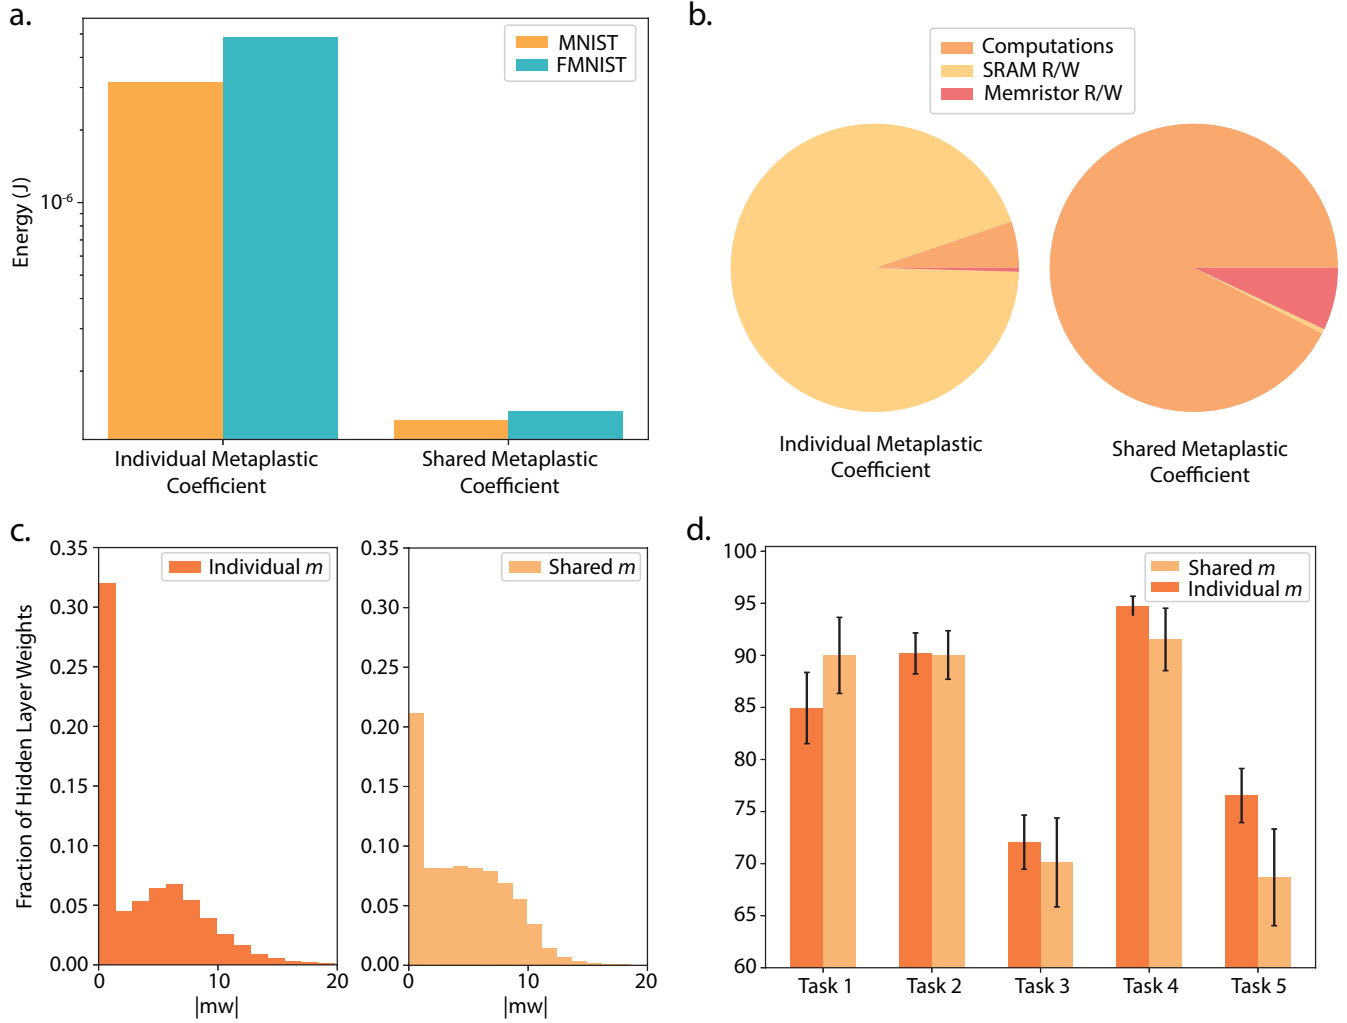 a.
MNIST
FMNIST
Energy (J)
10⁻⁶
Individual Metaplastic
Coefficient
Shared Metaplastic
Coefficient
b.
Computations
SRAM R/W
Memristor R/W
Individual Metaplastic
Coefficient
Shared Metaplastic
Coefficient
c.
Fraction of Hidden Layer Weights
0.35
0.30
0.25
0.20
0.15
0.10
0.05
0.00
Individual m
0
10
20
|mw|
0.35
0.30
0.25
0.20
0.15
0.10
0.05
0.00
Shared m
0
10
20
|mw|
d.
100
95
90
85
80
75
70
65
60
Shared m
Individual m
Task 1
Task 2
Task 3
Task 4
Task 5